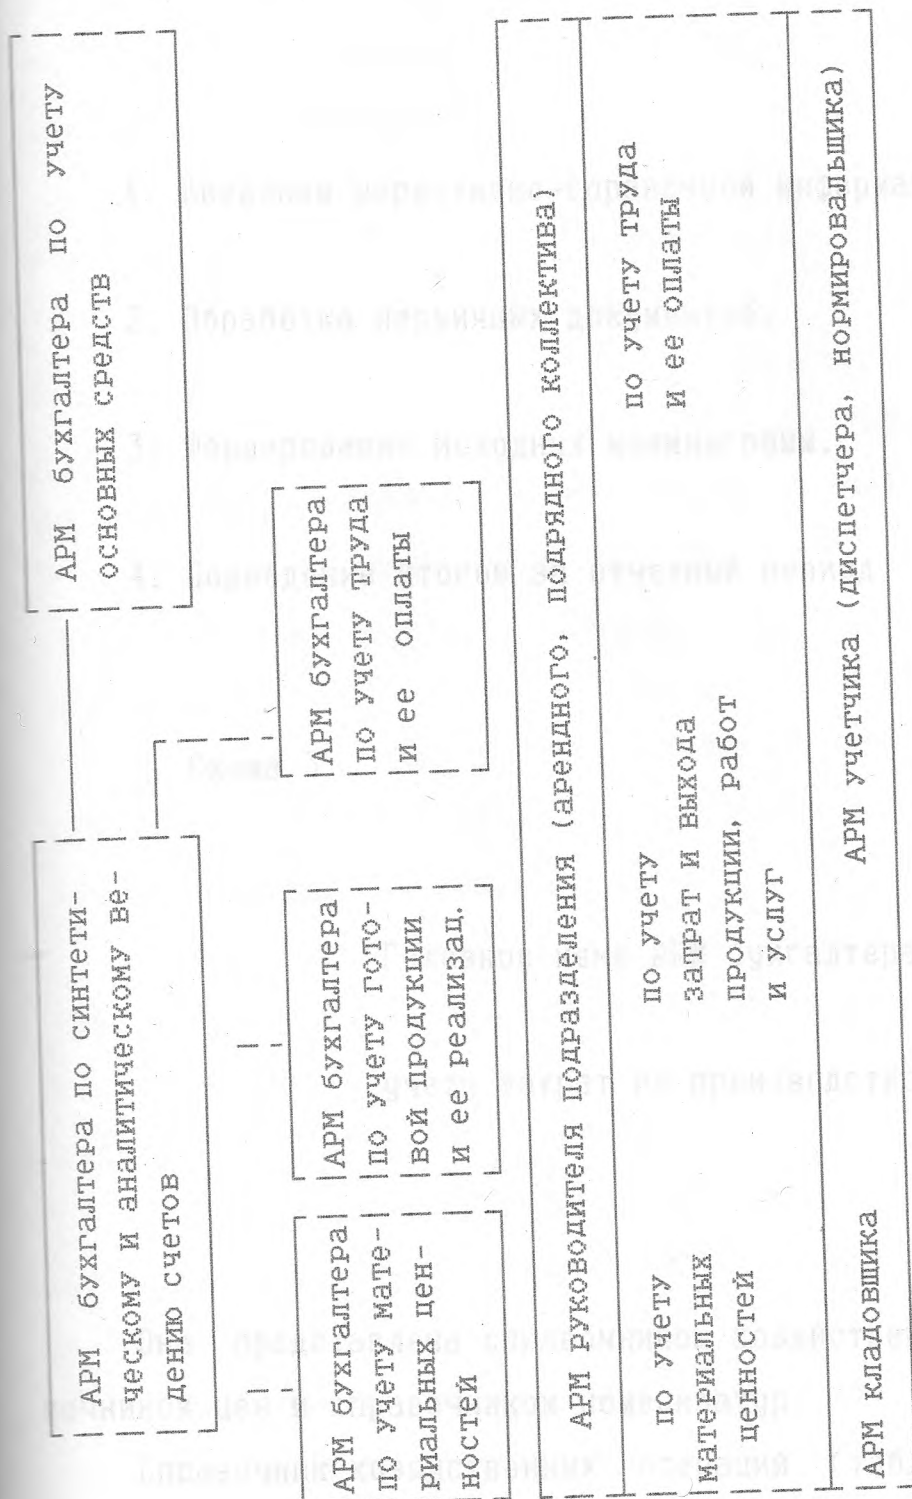 АРМ бухгалтера по синтети-
ческому и аналитическому ве-
дению счетов
АРМ бухгалтера по учету
основных средств
АРМ бухгалтера
по учету мате-
риальных цен-
ностей
АРМ бухгалтера
по учету гото-
вой продукции
и ее реализац.
АРМ бухгалтера
по учету труда
и ее оплаты
АРМ руководителя подразделения (арендного, подрядного коллектива)
по учету
материальных
ценностей
по учету
затрат и выхода
продукции, работ
и услуг
по учету труда
и ее оплаты
АРМ кладовщика
АРМ учетчика (диспетчера, нормировальщика)